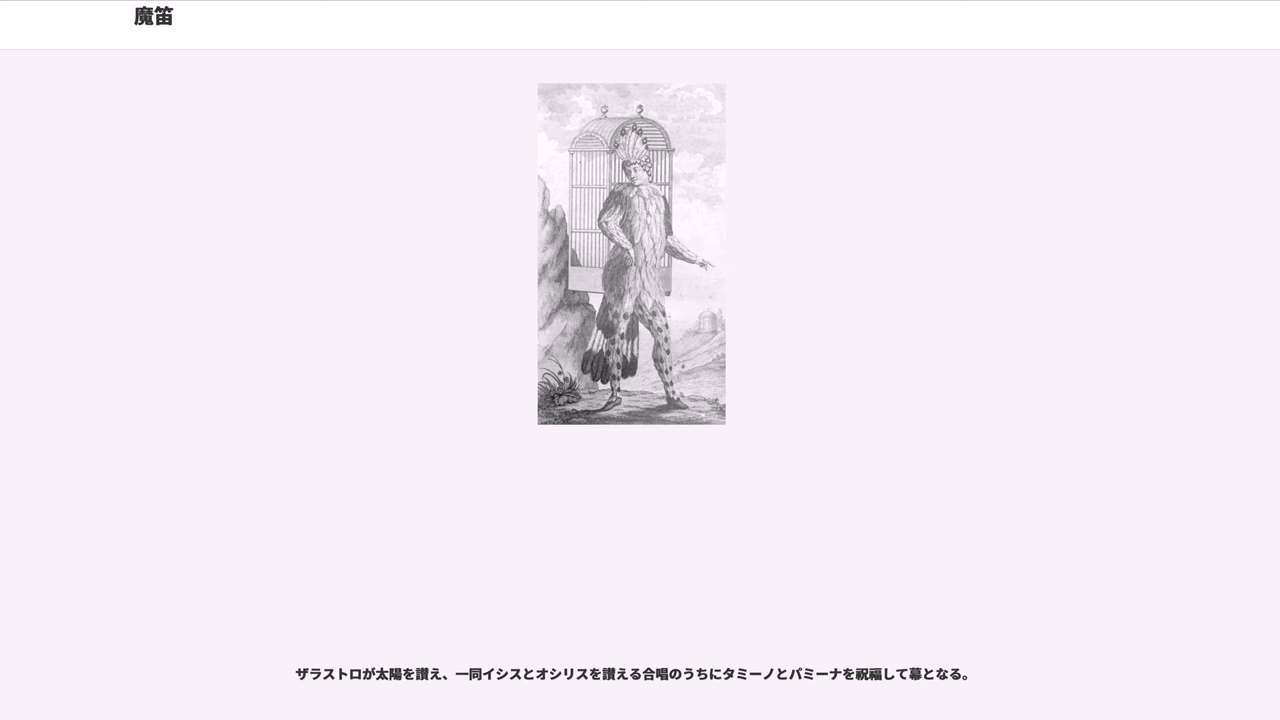 魔笛
ザラストロが太陽を讃え、一同イシスとオシリスを讃える合唱のうちにタミーノとパミーナを祝福して幕となる。